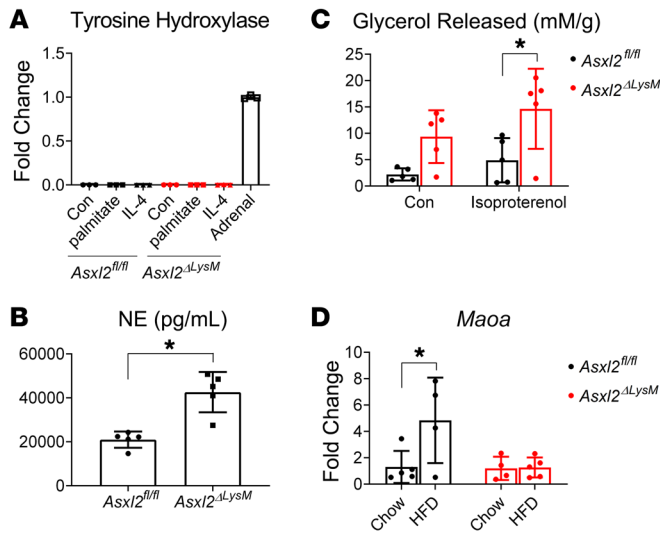 A Tyrosine Hydroxylase
Fold Change
1.5
1.0
0.5
0.0
Con
palmitate
IL-4
Con
palmitate
IL-4
Adrenal
Asxl2fl/fl
Asxl2ΔLysM
C Glycerol Released (mM/g)
25
20
15
10
5
0
*
Con
Isoproterenol
Asxl2fl/fl
Asxl2ΔLysM
B NE (pg/mL)
60000
40000
20000
0
*
Asxl2fl/fl
Asxl2ΔLysM
D Maoa
Fold Change
10
8
6
4
2
0
*
Chow
HFD
Chow
HFD
Asxl2fl/fl
Asxl2ΔLysM